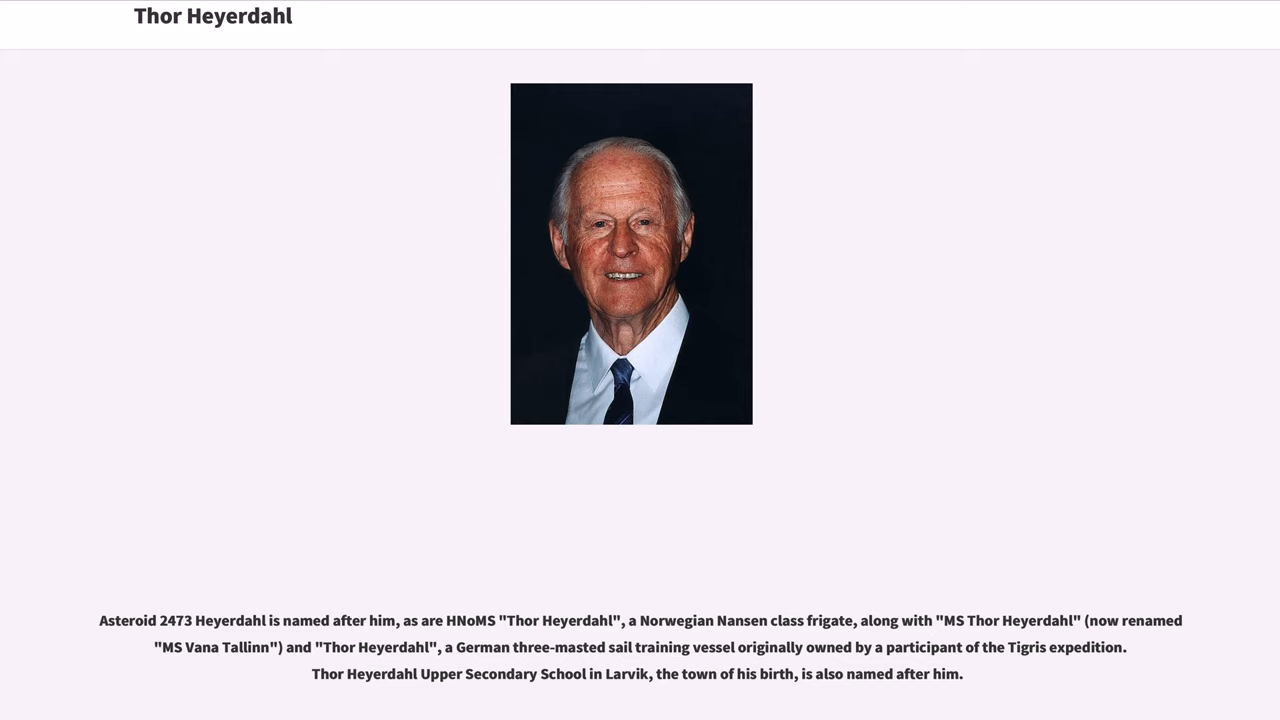 Thor Heyerdahl
Asteroid 2473 Heyerdahl is named after him, as are HNoMS "Thor Heyerdahl", a Norwegian Nansen class frigate, along with "MS Thor Heyerdahl" (now renamed
"MS Vana Tallinn") and "Thor Heyerdahl", a German three-masted sail training vessel originally owned by a participant of the Tigris expedition.
Thor Heyerdahl Upper Secondary School in Larvik, the town of his birth, is also named after him.